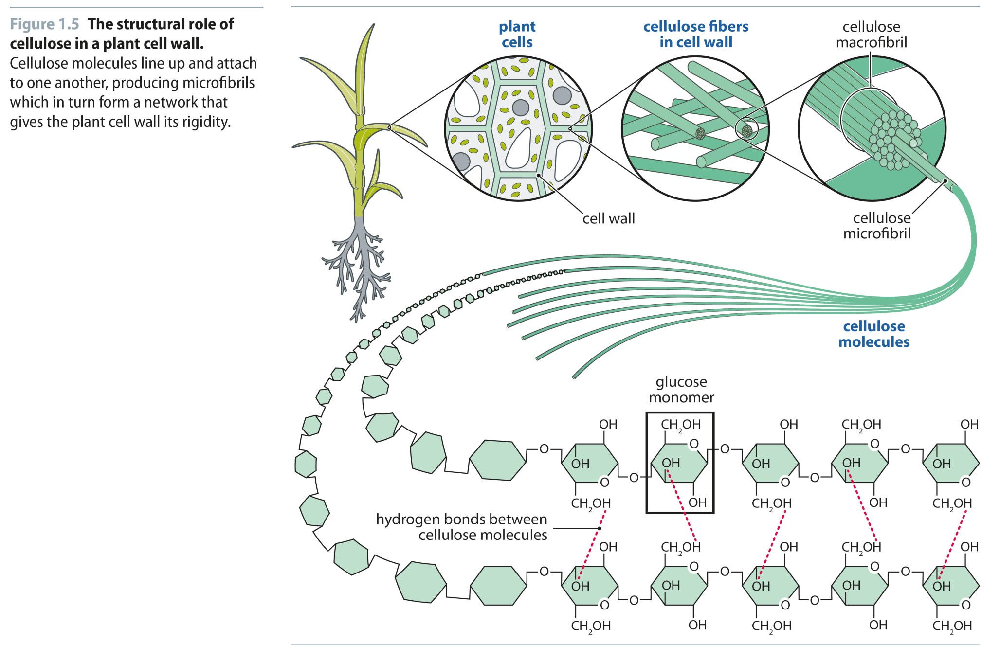 Figure 1.5 The structural role of
cellulose in a plant cell wall.
Cellulose molecules line up and attach
to one another, producing microfibrils
which in turn form a network that
gives the plant cell wall its rigidity.
plant
cells
cellulose fibers
in cell wall
cellulose
macrofibril
cell wall
cellulose
microfibril
cellulose
molecules
glucose
monomer
OH CH₂OH OH CH₂OH OH
O O
O O O
OH OH OH OH OH
O O
O O O
CH₂OH OH CH₂OH OH CH₂OH
hydrogen bonds between
cellulose molecules
OH CH₂OH OH CH₂OH OH
O O
O O O
OH OH OH OH OH
O O
O O O
CH₂OH OH CH₂OH OH CH₂OH